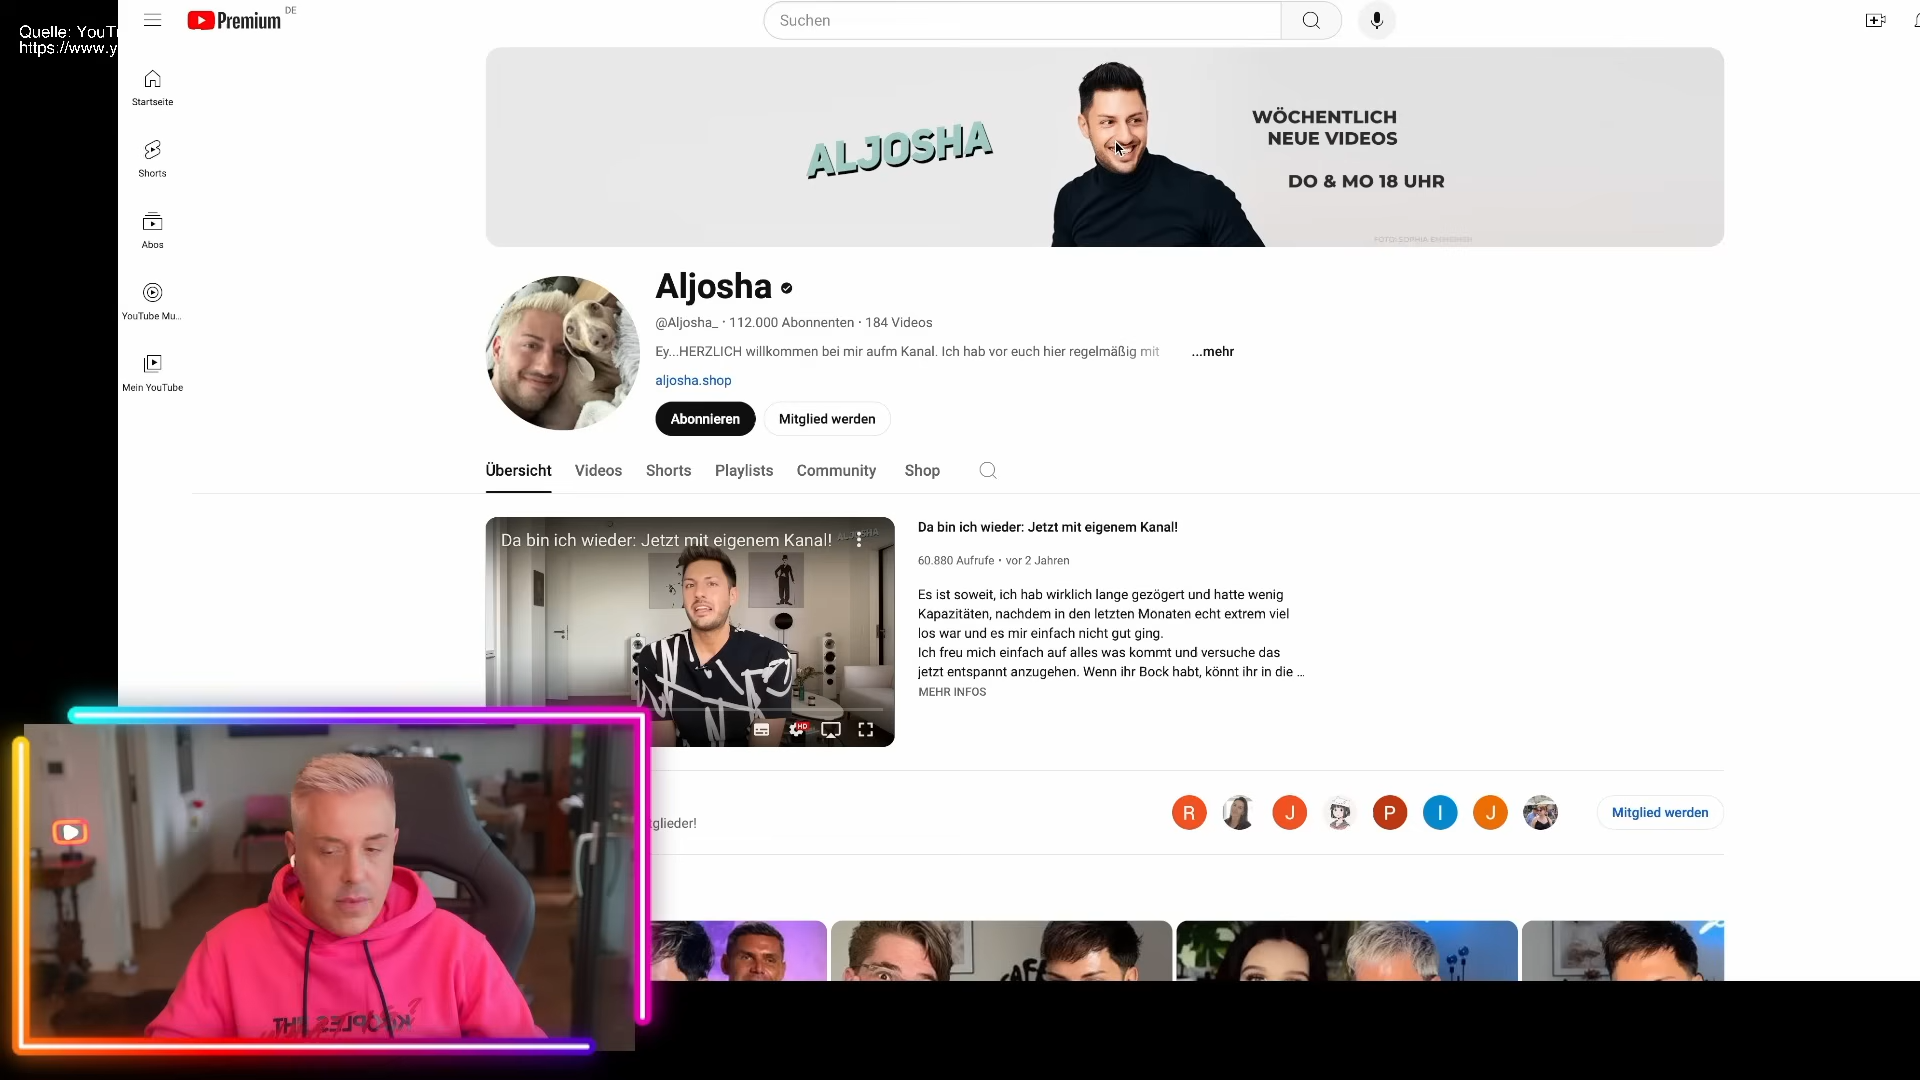 Quelle: YouT
https://www.y
Premium
DE
Suchen
Startseite
Shorts
Abos
YouTube Mu...
Mein YouTube
ALJOSHA
WÖCHENTLICH
NEUE VIDEOS
DO & MO 18 UHR
Aljosha
@Aljosha_ · 112.000 Abonnenten · 184 Videos
Ey...HERZLICH willkommen bei mir aufm Kanal. Ich hab vor euch hier regelmäßig mit ...mehr
aljosha.shop
Abonnieren
Mitglied werden
Übersicht
Videos
Shorts
Playlists
Community
Shop
Da bin ich wieder: Jetzt mit eigenem Kanal!
ALJOSHA
HD
Da bin ich wieder: Jetzt mit eigenem Kanal!
60.880 Aufrufe • vor 2 Jahren
Es ist soweit, ich hab wirklich lange gezögert und hatte wenig
Kapazitäten, nachdem in den letzten Monaten echt extrem viel
los war und es mir einfach nicht gut ging.
Ich freu mich einfach auf alles was kommt und versuche das
jetzt entspannt anzugehen. Wenn ihr Bock habt, könnt ihr in die ...
MEHR INFOS
glieder!
R
J
P
I
J
Mitglied werden